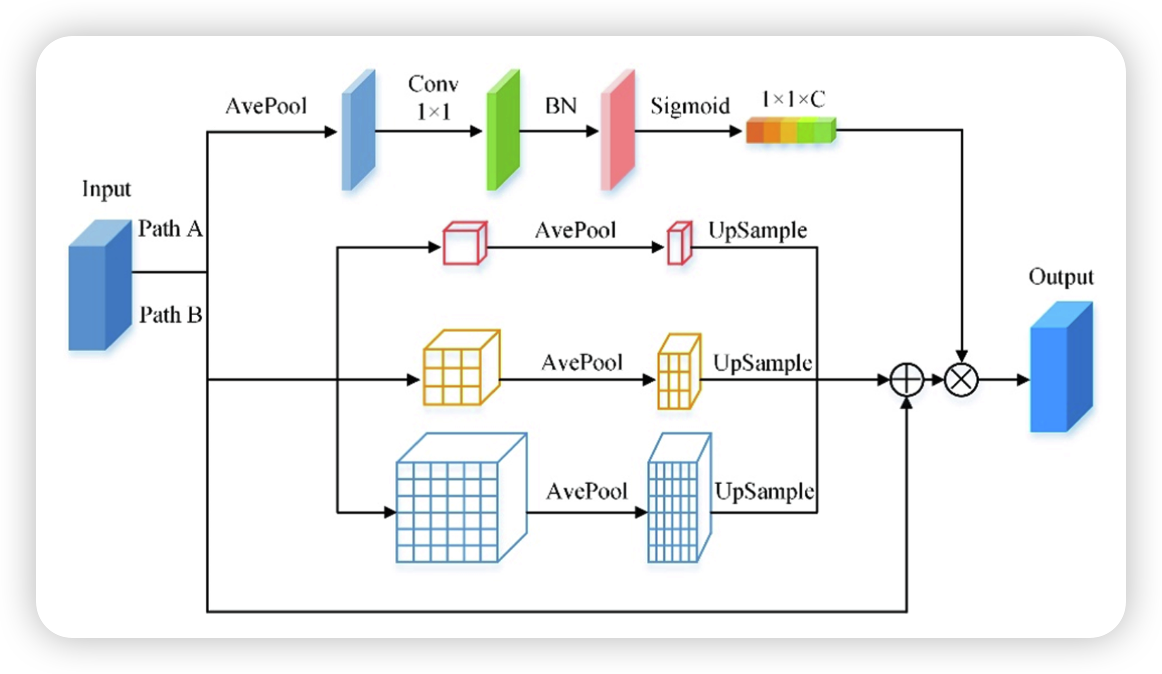 AvePool
Conv
1×1
BN
Sigmoid
1×1×C
Input
Path A
Path B
AvePool
UpSample
AvePool
UpSample
AvePool
UpSample
Output